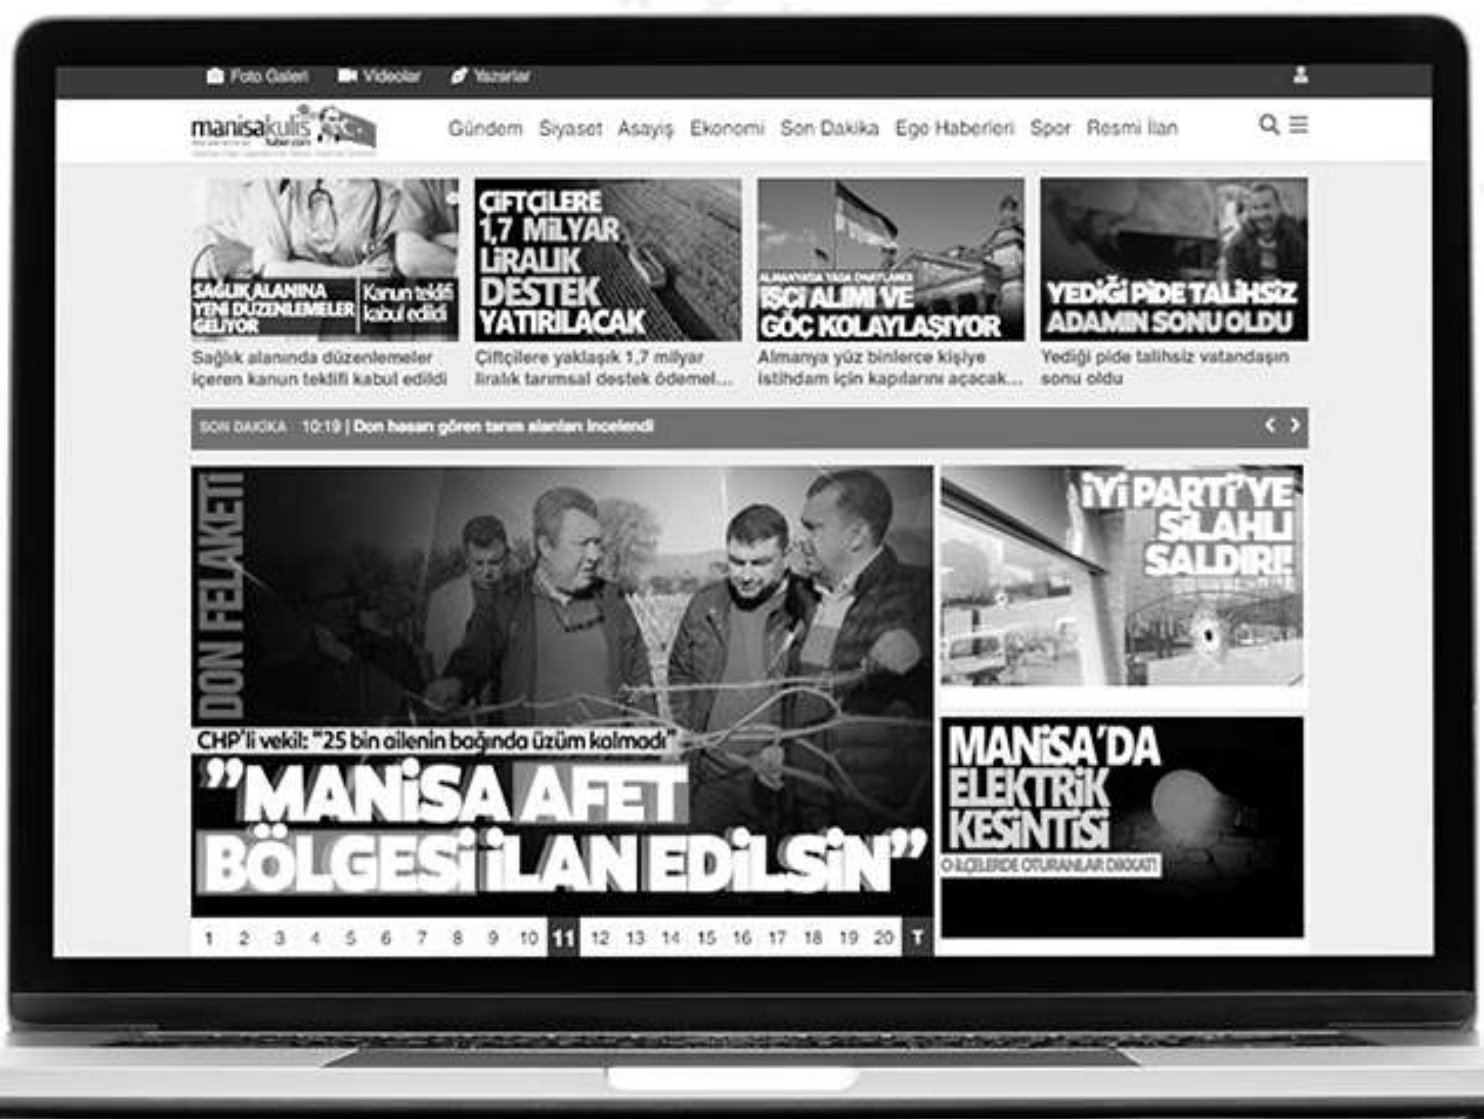 Foto Galeri Videolar Yazarlar
manisakulis
haber.com
Gündem Siyaset Asayiş Ekonomi Son Dakika Ege Haberleri Spor Resmi İlan
SAĞLIK ALANINA
YENİ DÜZENLEMELER
GELİYOR
Kanun teklifi
kabul edildi
Sağlık alanında düzenlemeler
içeren kanun teklifi kabul edildi
ÇİFTÇİLERE
1,7 MİLYAR
LİRALIK
DESTEK
YATIRILACAK
Çiftçilere yaklaşık 1,7 milyar
liralık tarımsal destek ödemel...
ALMANYA'DA YASA ONAYLANDI
İŞÇİ ALIMI VE
GÖÇ KOLAYLAŞIYOR
Almanya yüz binlerce kişiye
istihdam için kapılarını açacak...
YEDİĞİ PİDE TALİHSİZ
ADAMIN SONU OLDU
Yediği pide talihsiz vatandaşın
sonu oldu
SON DAKİKA 10:19 | Don hasarı gören tarım alanları incelendi
DON FELAKETİ
CHP'li vekil: "25 bin ailenin bağında üzüm kalmadı"
"MANİSA AFET
BÖLGESİ İLAN EDİLSİN"
1 2 3 4 5 6 7 8 9 10 11 12 13 14 15 16 17 18 19 20 T
İYİ PARTİ'YE
SİLAHLI
SALDIRI!
MANİSA'DA
ELEKTRİK
KESİNTİSİ
O İLÇELERDE OTURANLAR DİKKAT!